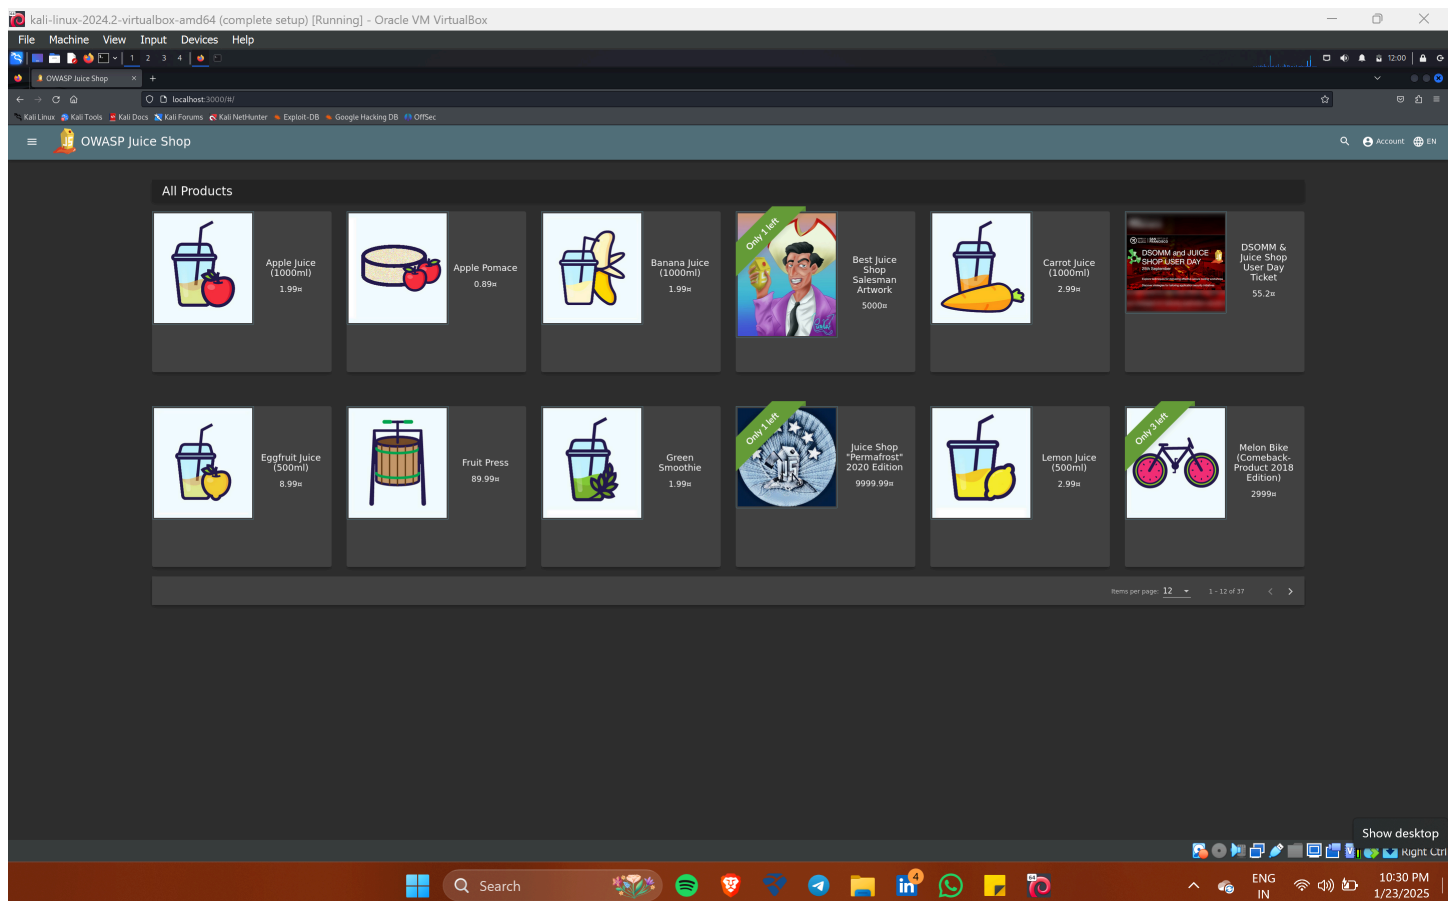 kali-linux-2024.2-virtualbox-amd64 (complete setup) [Running] - Oracle VM VirtualBox
File Machine View Input Devices Help
1 2 3 4
12:00
OWASP Juice Shop
localhost:3000/#/
Kali Linux Kali Tools Kali Docs Kali Forums Kali NetHunter Exploit-DB Google Hacking DB OffSec
OWASP Juice Shop
Account EN
All Products
Apple Juice
(1000ml)
1.99¤
Apple Pomace
0.89¤
Banana Juice
(1000ml)
1.99¤
Only 1 left
Best Juice
Shop
Salesman
Artwork
5000¤
Carrot Juice
(1000ml)
2.99¤
DSOMM and JUICE
SHOP USER DAY
DSOMM &
Juice Shop
User Day
Ticket
55.2¤
Eggfruit Juice
(500ml)
8.99¤
Fruit Press
89.99¤
Green
Smoothie
1.99¤
Only 1 left
Juice Shop
"Permafrost"
2020 Edition
9999.99¤
Lemon Juice
(500ml)
2.99¤
Only 3 left
Melon Bike
(Comeback-
Product 2018
Edition)
2999¤
Items per page: 12 1 - 12 of 37
Show desktop
Right Ctrl
Search
4
64
ENG
IN
10:30 PM
1/23/2025